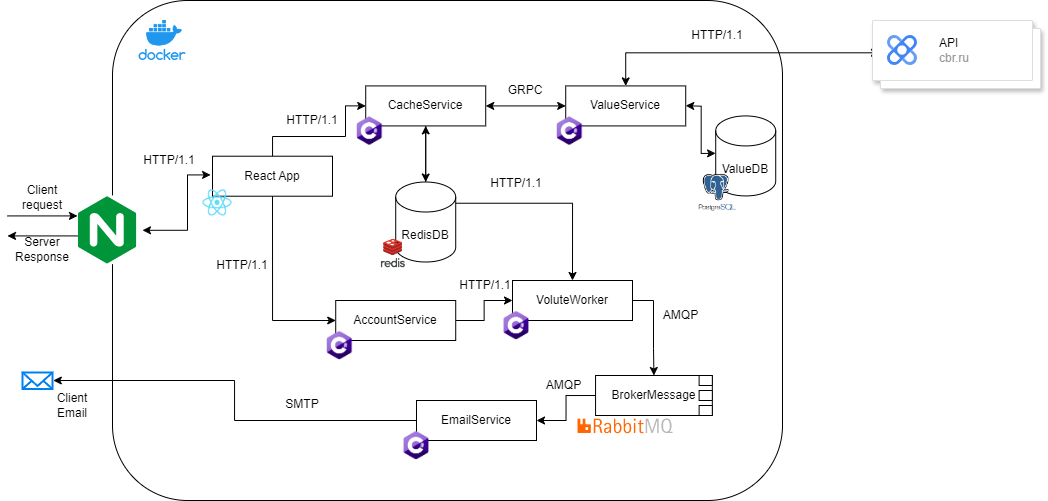 docker
HTTP/1.1
API
cbr.ru
CacheService
GRPC
ValueService
HTTP/1.1
HTTP/1.1
React App
ValueDB
PostgreSQL
Client
request
HTTP/1.1
N
Server
Response
RedisDB
redis
HTTP/1.1
HTTP/1.1
VoluteWorker
AccountService
AMQP
AMQP
BrokerMessage
RabbitMQ
Client
Email
SMTP
EmailService